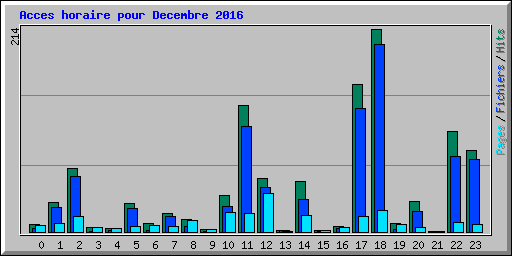 Acces horaire pour Decembre 2016
214
Pages / Fichiers / Hits
0 1 2 3 4 5 6 7 8 9 10 11 12 13 14 15 16 17 18 19 20 21 22 23